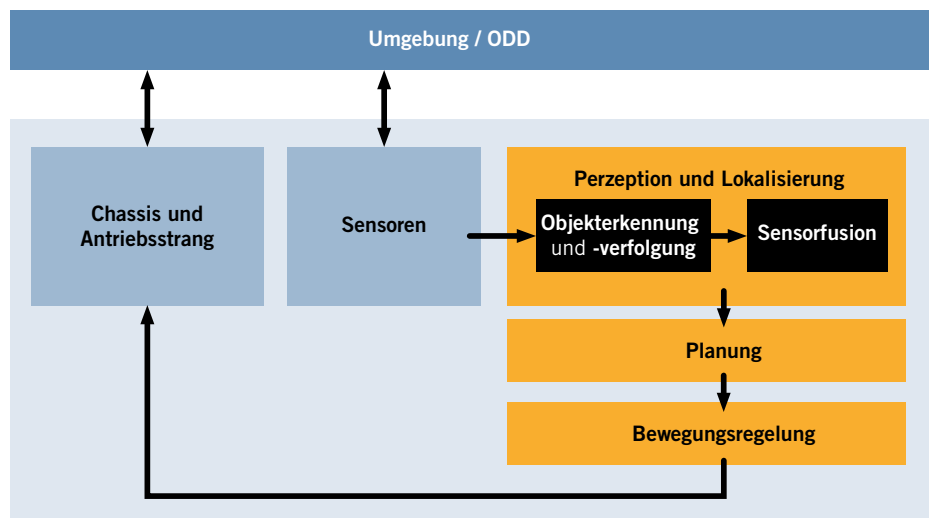 Umgebung / ODD
Chassis und
Antriebsstrang
Sensoren
Perzeption und Lokalisierung
Objekterkennung
und -verfolgung
Sensorfusion
Planung
Bewegungsregelung